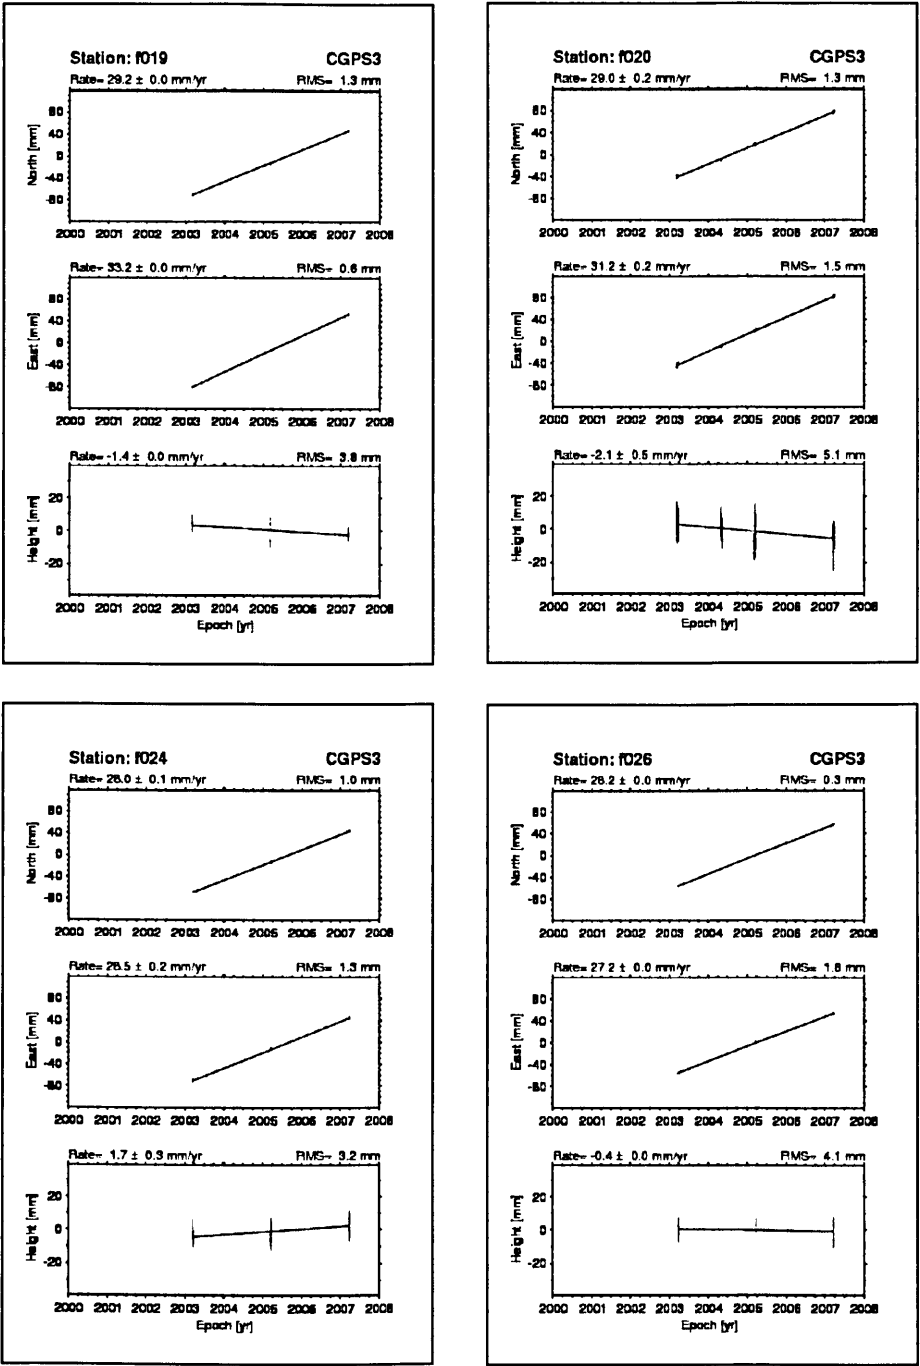 Station: f019 CGPS3
Rate= 29.2 ± 0.0 mm/yr RMS= 1.3 mm
North [mm]
80
40
0
-40
-80
2000 2001 2002 2003 2004 2005 2006 2007 2008
Rate= 33.2 ± 0.0 mm/yr RMS= 0.6 mm
East [mm]
80
40
0
-40
-80
2000 2001 2002 2003 2004 2005 2006 2007 2008
Rate= -1.4 ± 0.0 mm/yr RMS= 3.8 mm
Height [mm]
20
0
-20
2000 2001 2002 2003 2004 2005 2006 2007 2008
Epoch [yr]
Station: f020 CGPS3
Rate= 29.0 ± 0.2 mm/yr RMS= 1.3 mm
North [mm]
80
40
0
-40
-80
2000 2001 2002 2003 2004 2005 2006 2007 2008
Rate= 31.2 ± 0.2 mm/yr RMS= 1.5 mm
East [mm]
80
40
0
-40
-80
2000 2001 2002 2003 2004 2005 2006 2007 2008
Rate= -2.1 ± 0.5 mm/yr RMS= 5.1 mm
Height [mm]
20
0
-20
2000 2001 2002 2003 2004 2005 2006 2007 2008
Epoch [yr]
Station: f024 CGPS3
Rate= 28.0 ± 0.1 mm/yr RMS= 1.0 mm
North [mm]
80
40
0
-40
-80
2000 2001 2002 2003 2004 2005 2006 2007 2008
Rate= 28.5 ± 0.2 mm/yr RMS= 1.3 mm
East [mm]
80
40
0
-40
-80
2000 2001 2002 2003 2004 2005 2006 2007 2008
Rate= 1.7 ± 0.3 mm/yr RMS= 3.2 mm
Height [mm]
20
0
-20
2000 2001 2002 2003 2004 2005 2006 2007 2008
Epoch [yr]
Station: f026 CGPS3
Rate= 28.2 ± 0.0 mm/yr RMS= 0.3 mm
North [mm]
80
40
0
-40
-80
2000 2001 2002 2003 2004 2005 2006 2007 2008
Rate= 27.2 ± 0.0 mm/yr RMS= 1.8 mm
East [mm]
80
40
0
-40
-80
2000 2001 2002 2003 2004 2005 2006 2007 2008
Rate= -0.4 ± 0.0 mm/yr RMS= 4.1 mm
Height [mm]
20
0
-20
2000 2001 2002 2003 2004 2005 2006 2007 2008
Epoch [yr]